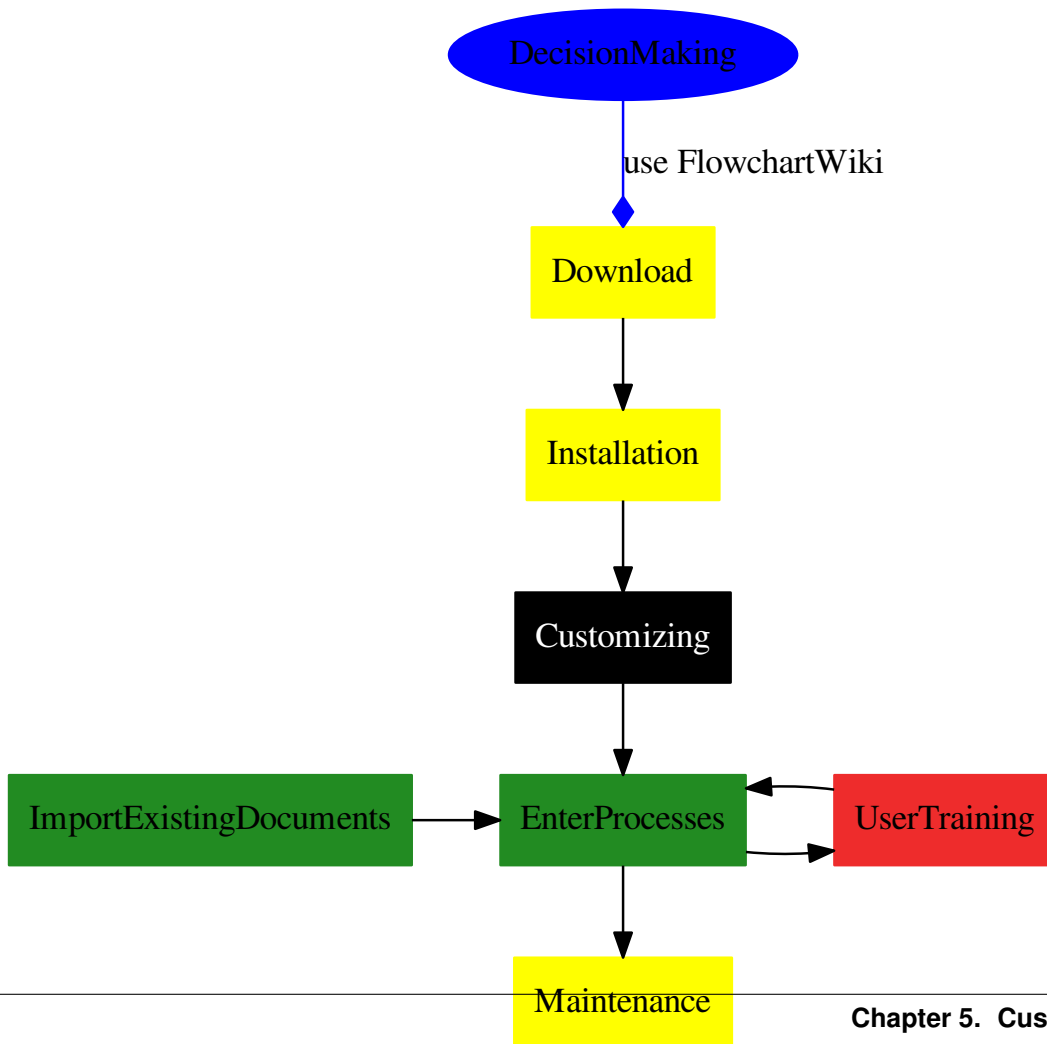 DecisionMaking
use FlowchartWiki
Download
Installation
Customizing
ImportExistingDocuments
EnterProcesses
UserTraining
Maintenance
Chapter 5. Cus